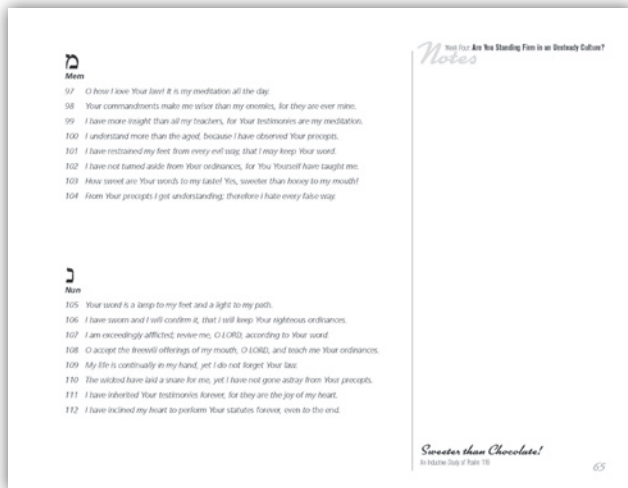 מ
Mem
97 O how I love Your law! It is my meditation all the day.
98 Your commandments make me wiser than my enemies, for they are ever mine.
99 I have more insight than all my teachers, for Your testimonies are my meditation.
100 I understand more than the aged, because I have observed Your precepts.
101 I have restrained my feet from every evil way, that I may keep Your word.
102 I have not turned aside from Your ordinances, for You Yourself have taught me.
103 How sweet are Your words to my taste! Yes, sweeter than honey to my mouth!
104 From Your precepts I get understanding; therefore I hate every false way.
נ
Nun
105 Your word is a lamp to my feet and a light to my path.
106 I have sworn and I will confirm it, that I will keep Your righteous ordinances.
107 I am exceedingly afflicted; revive me, O LORD, according to Your word.
108 O accept the freewill offerings of my mouth, O LORD, and teach me Your ordinances.
109 My life is continually in my hand, yet I do not forget Your law.
110 The wicked have laid a snare for me, yet I have not gone astray from Your precepts.
111 I have inherited Your testimonies forever, for they are the joy of my heart.
112 I have inclined my heart to perform Your statutes forever, even to the end.
Week Four: Are You Standing Firm in an Unsteady Culture?
Notes
Sweeter than Chocolate!
An Inductive Study of Psalm 119
65